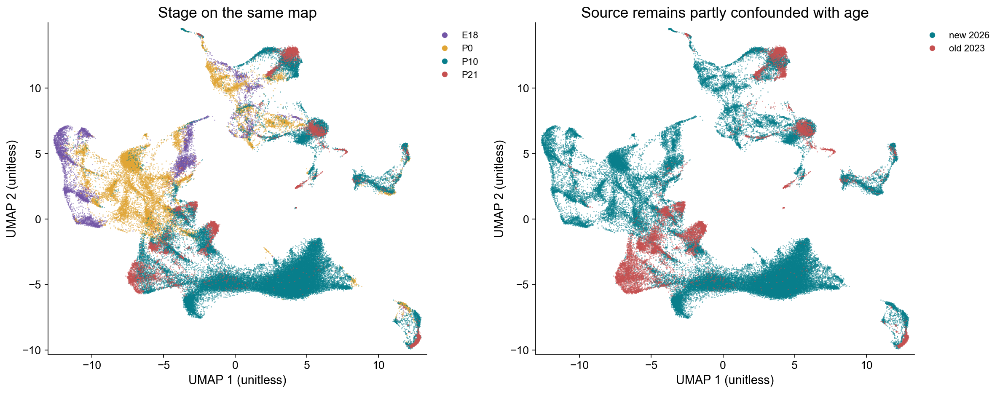 Stage on the same map
E18
P0
P10
P21
10
5
0
−5
−10
−10
−5
0
5
10
UMAP 1 (unitless)
UMAP 2 (unitless)
Source remains partly confounded with age
new 2026
old 2023
10
5
0
−5
−10
−10
−5
0
5
10
UMAP 1 (unitless)
UMAP 2 (unitless)